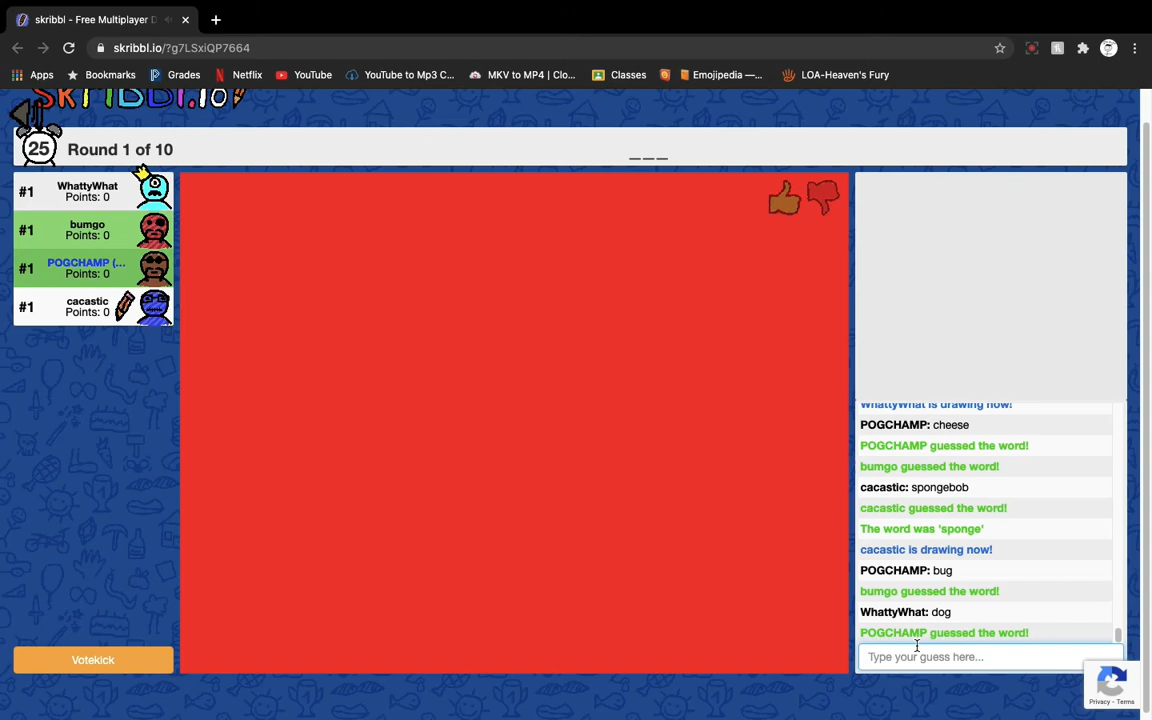 skribbl - Free Multiplayer D
skribbl.io/?g7LSxiQP7664
Apps
Bookmarks
Grades
Netflix
YouTube
YouTube to Mp3 C...
MKV to MP4 | Clo...
Classes
Emojipedia —...
LOA-Heaven's Fury
SKRIBBL.IO
25
Round 1 of 10
_ _ _
#1 WhattyWhat
Points: 0
#1 bumgo
Points: 0
#1 POGCHAMP (...
Points: 0
#1 cacastic
Points: 0
Votekick
WhattyWhat is drawing now!
POGCHAMP: cheese
POGCHAMP guessed the word!
bumgo guessed the word!
cacastic: spongebob
cacastic guessed the word!
The word was 'sponge'
cacastic is drawing now!
POGCHAMP: bug
bumgo guessed the word!
WhattyWhat: dog
POGCHAMP guessed the word!
Type your guess here...
Privacy - Terms